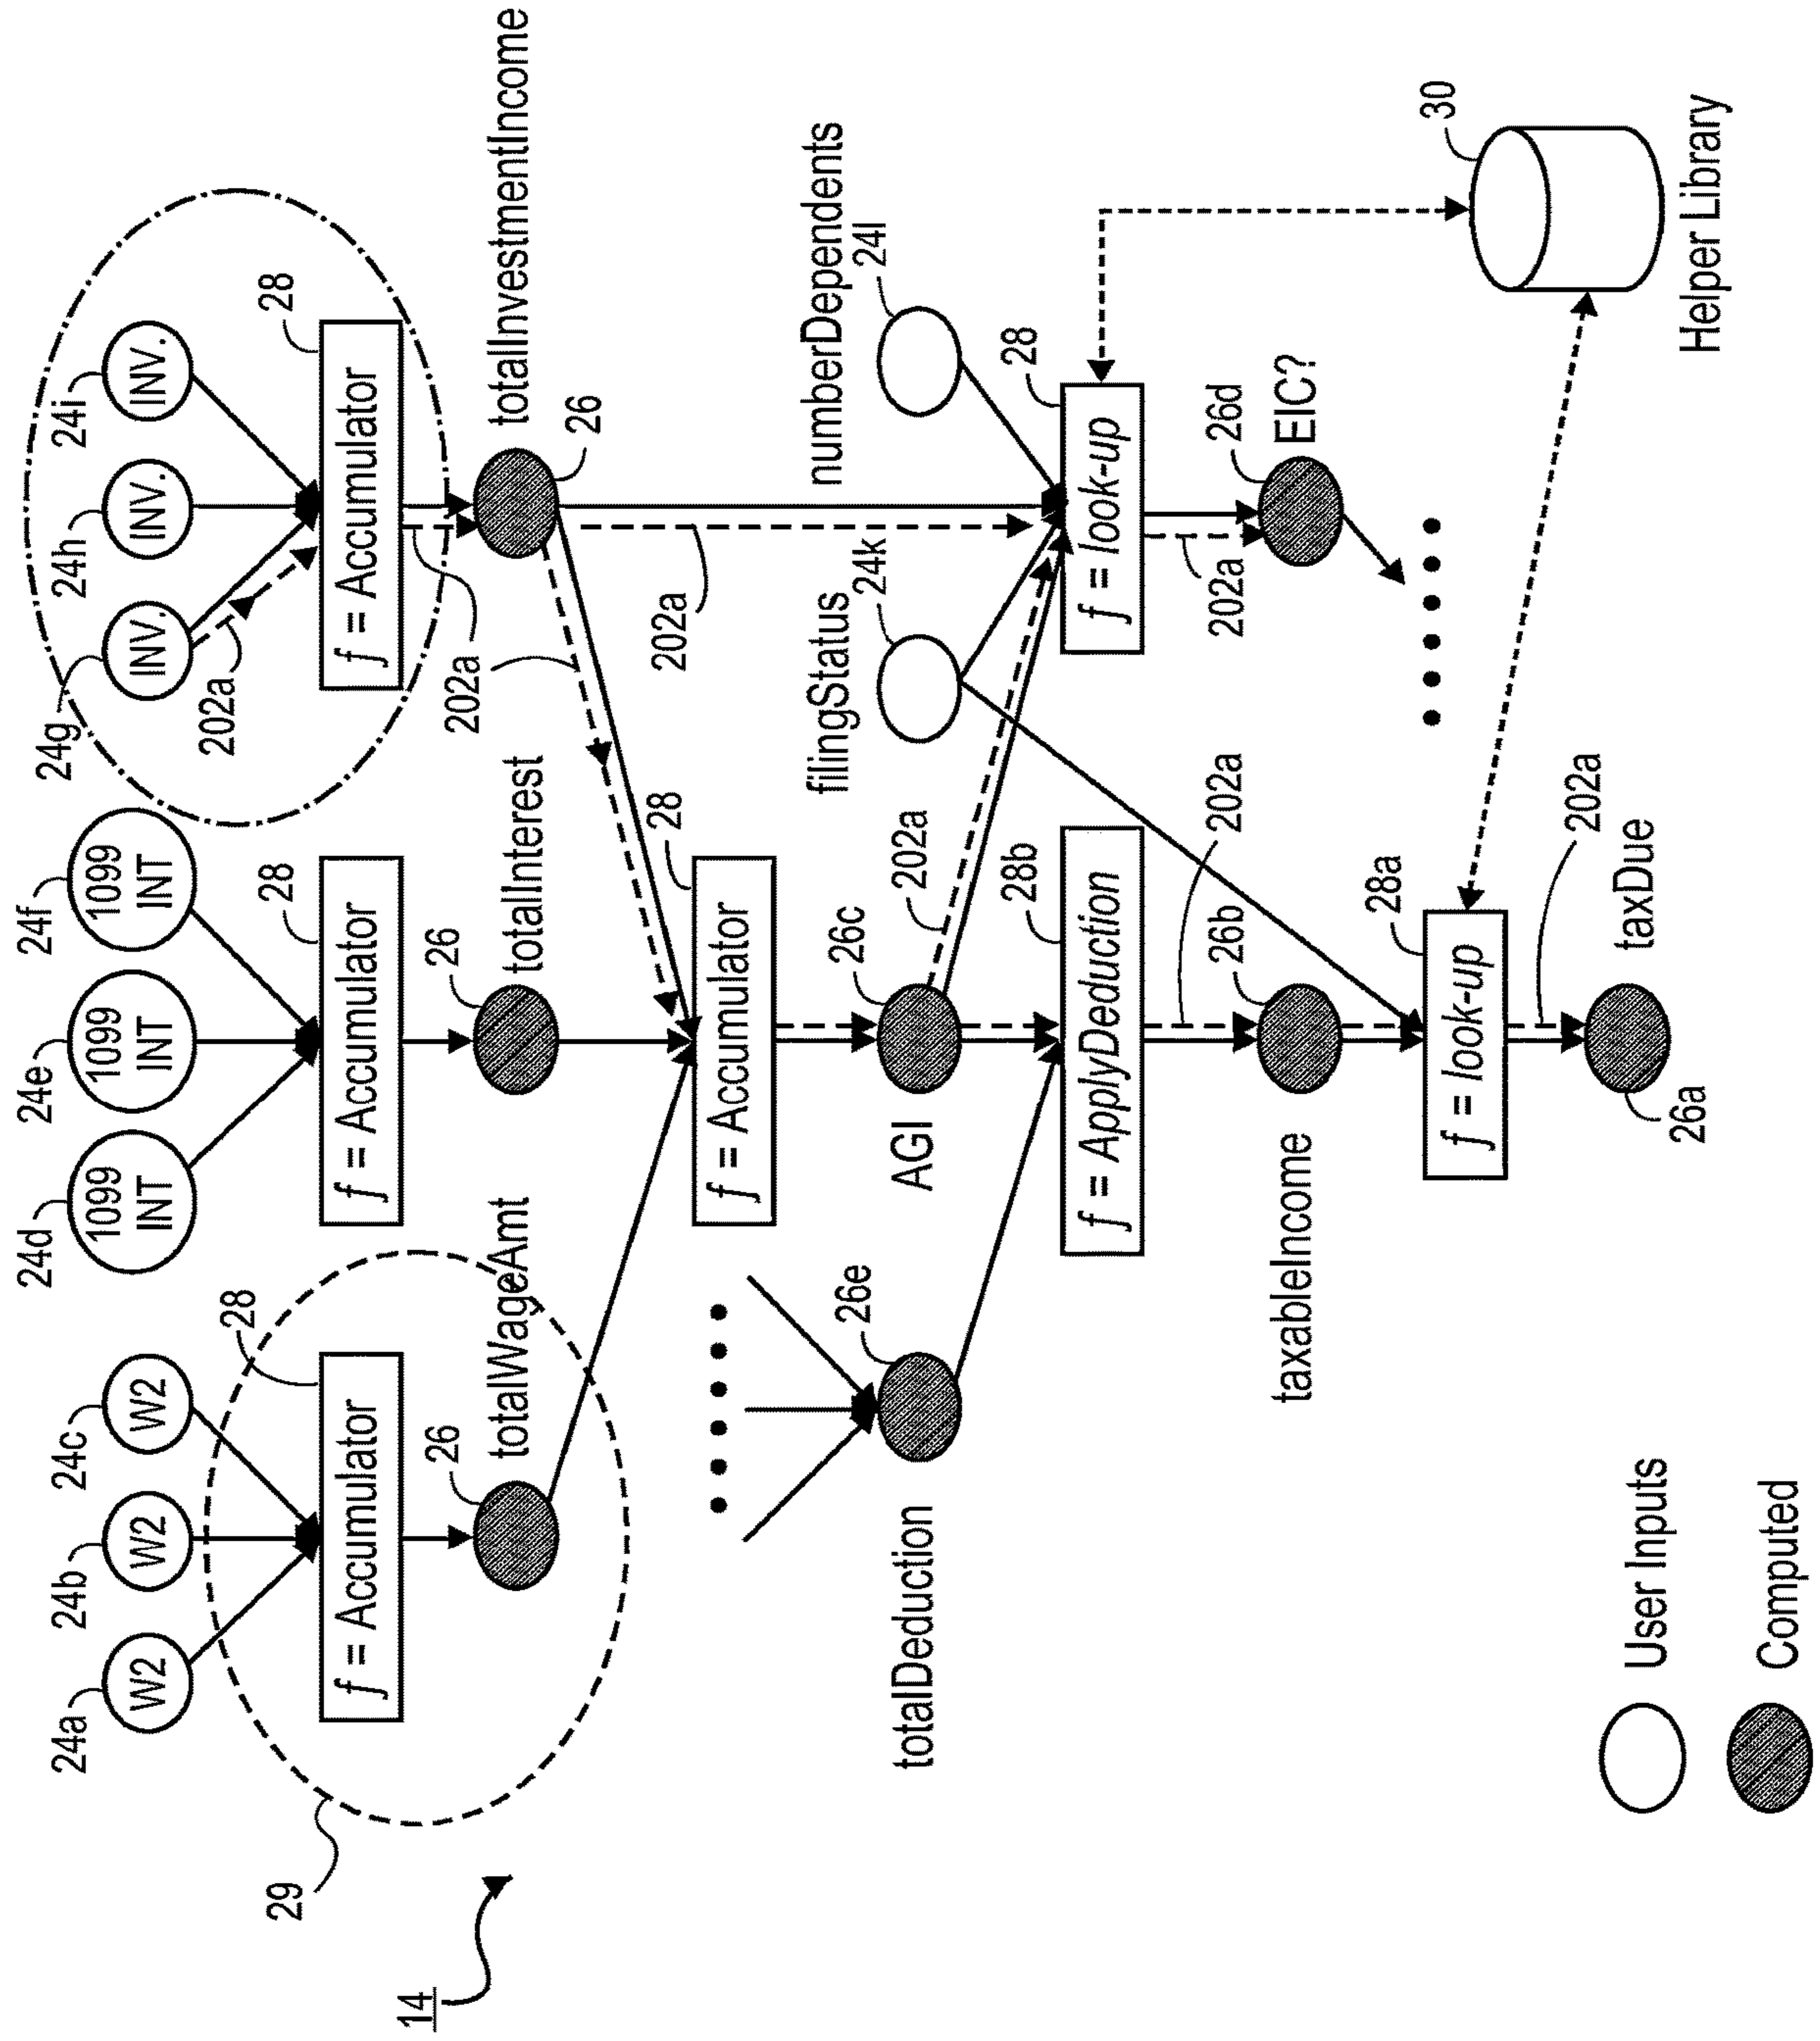 14
29
24a
24b
24c
24d
24e
24f
24g
24h
24i
W2
W2
W2
1099
INT
1099
INT
1099
INT
INV.
INV.
INV.
202a
28
28
28
f = Accumulator
f = Accumulator
f = Accumulator
202a
26
totalWageAmt
26
totalInterest
26
totalInvestmentIncome
202a
202a
28
f = Accumulator
totalDeduction
26e
AGI
26c
202a
filingStatus
24k
numberDependents
24l
28b
f = ApplyDeduction
28
f = look-up
202a
202a
taxableIncome
26b
26d
EIC?
28a
f = look-up
30
Helper Library
202a
26a
taxDue
User Inputs
Computed